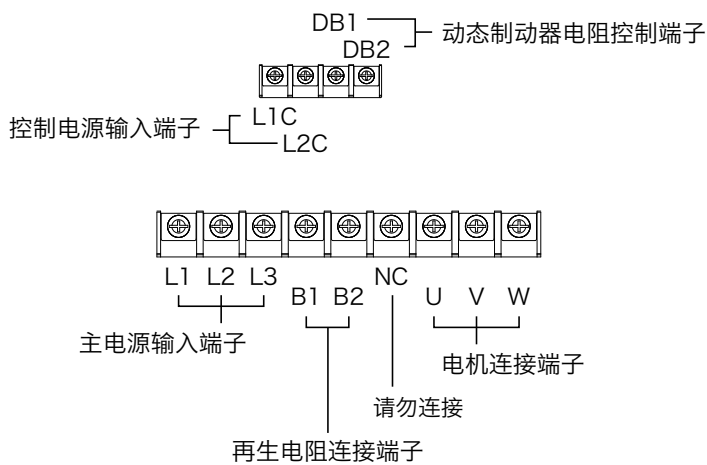 DB1
DB2
动态制动器电阻控制端子
控制电源输入端子
L1C
L2C
L1 L2 L3
NC
B1 B2
U V W
主电源输入端子
电机连接端子
请勿连接
再生电阻连接端子